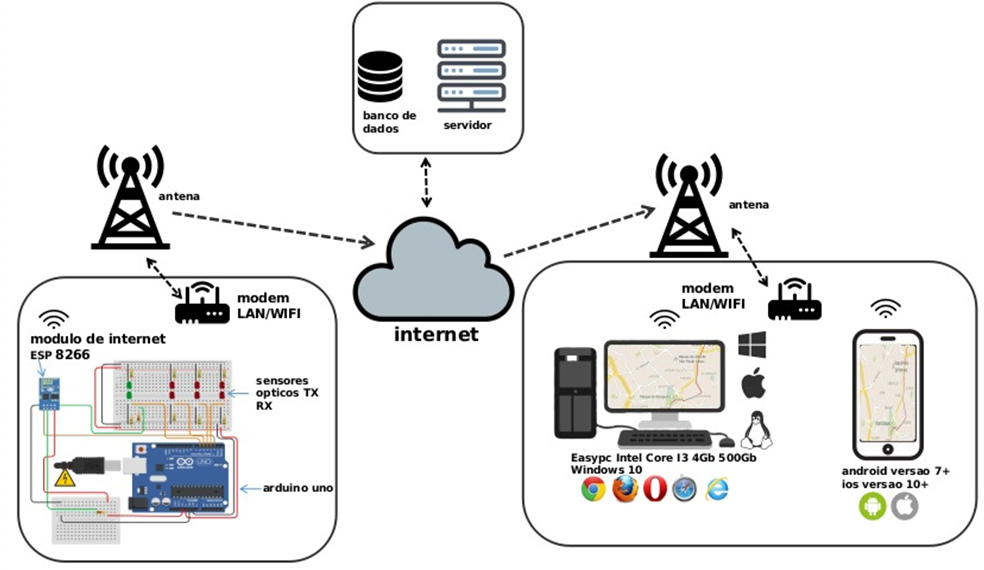 banco de
dados
servidor
antena
antena
internet
modem
LAN/WIFI
modulo de internet
ESP 8266
sensores
opticos TX
RX
arduino uno
UNO
modem
LAN/WIFI
Easypc Intel Core I3 4Gb 500Gb
Windows 10
android versao 7+
ios versao 10+